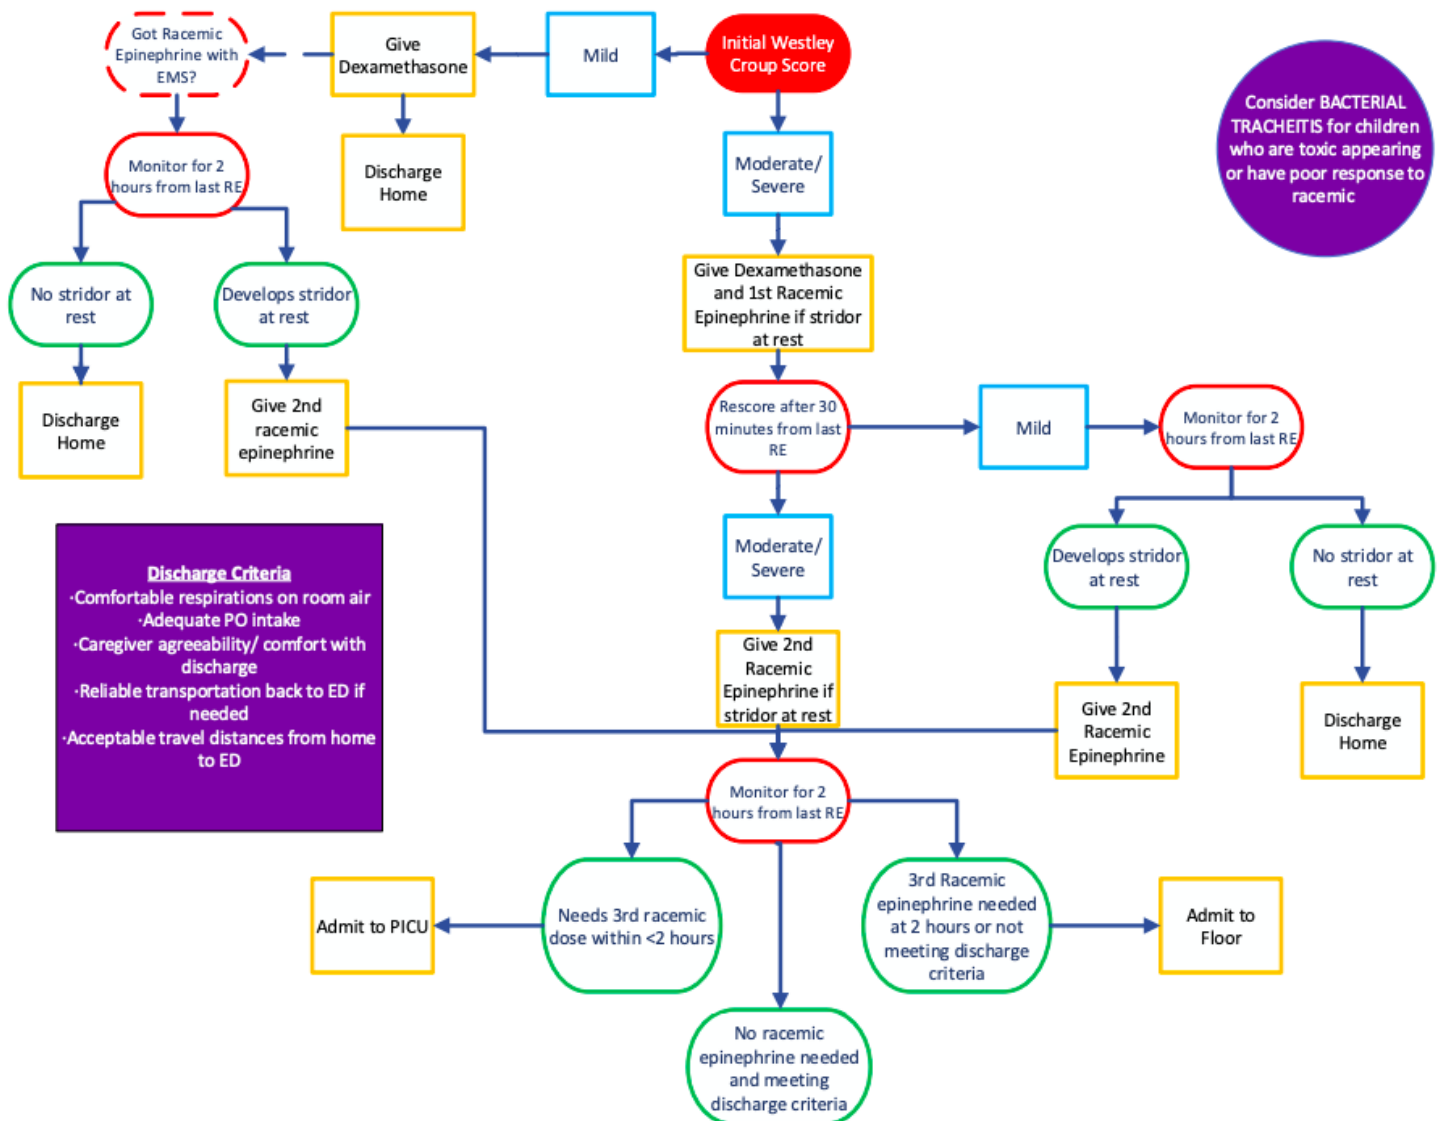 Got Racemic
Epinephrine with
EMS?
Give
Dexamethasone
Mild
Initial Westley
Croup Score
Consider BACTERIAL
TRACHEITIS for children
who are toxic appearing
or have poor response to
racemic
Monitor for 2
hours from last RE
Discharge
Home
Moderate/
Severe
No stridor at
rest
Develops stridor
at rest
Give Dexamethasone
and 1st Racemic
Epinephrine if stridor
at rest
Discharge
Home
Give 2nd
racemic
epinephrine
Rescore after 30
minutes from last
RE
Mild
Monitor for 2
hours from last RE
Discharge Criteria
·Comfortable respirations on room air
·Adequate PO intake
·Caregiver agreeability/ comfort with
discharge
·Reliable transportation back to ED if
needed
·Acceptable travel distances from home
to ED
Moderate/
Severe
Develops stridor
at rest
No stridor at
rest
Give 2nd
Racemic
Epinephrine if
stridor at rest
Give 2nd
Racemic
Epinephrine
Discharge
Home
Monitor for 2
hours from last RE
Admit to PICU
Needs 3rd racemic
dose within <2 hours
3rd Racemic
epinephrine needed
at 2 hours or not
meeting discharge
criteria
Admit to
Floor
No racemic
epinephrine needed
and meeting
discharge criteria